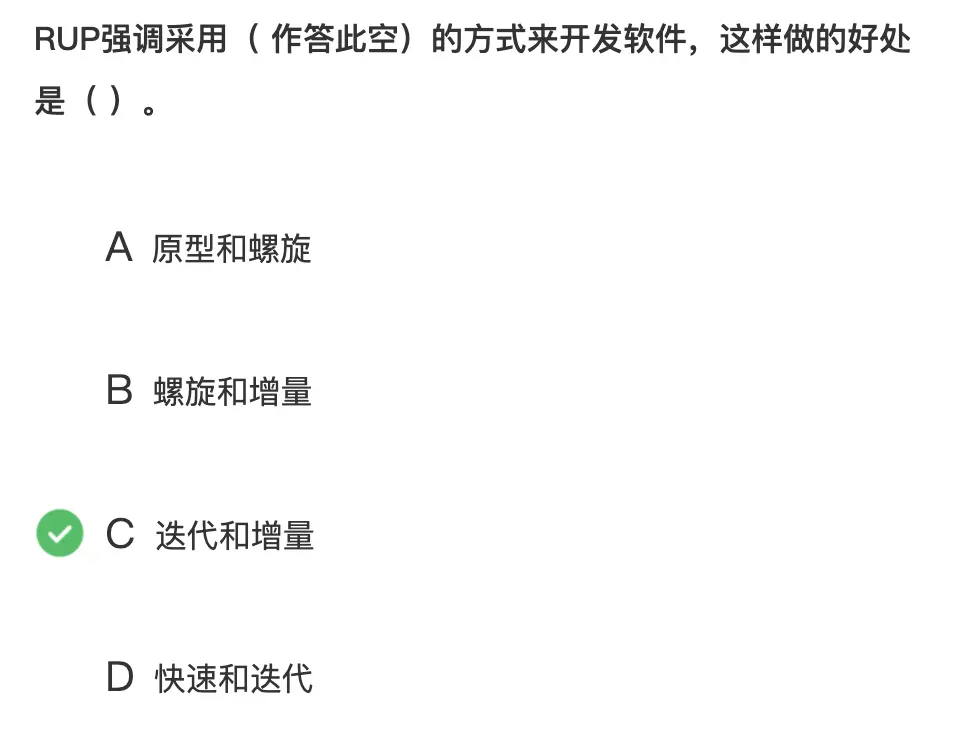 RUP强调采用（ 作答此空）的方式来开发软件，这样做的好处
是（ ）。
A 原型和螺旋
B 螺旋和增量
C 迭代和增量
D 快速和迭代